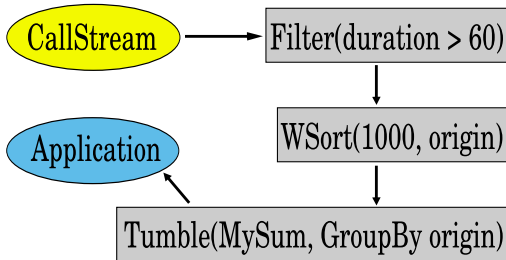 CallStream
Filter(duration > 60)
WSort(1000, origin)
Application
Tumble(MySum, GroupBy origin)